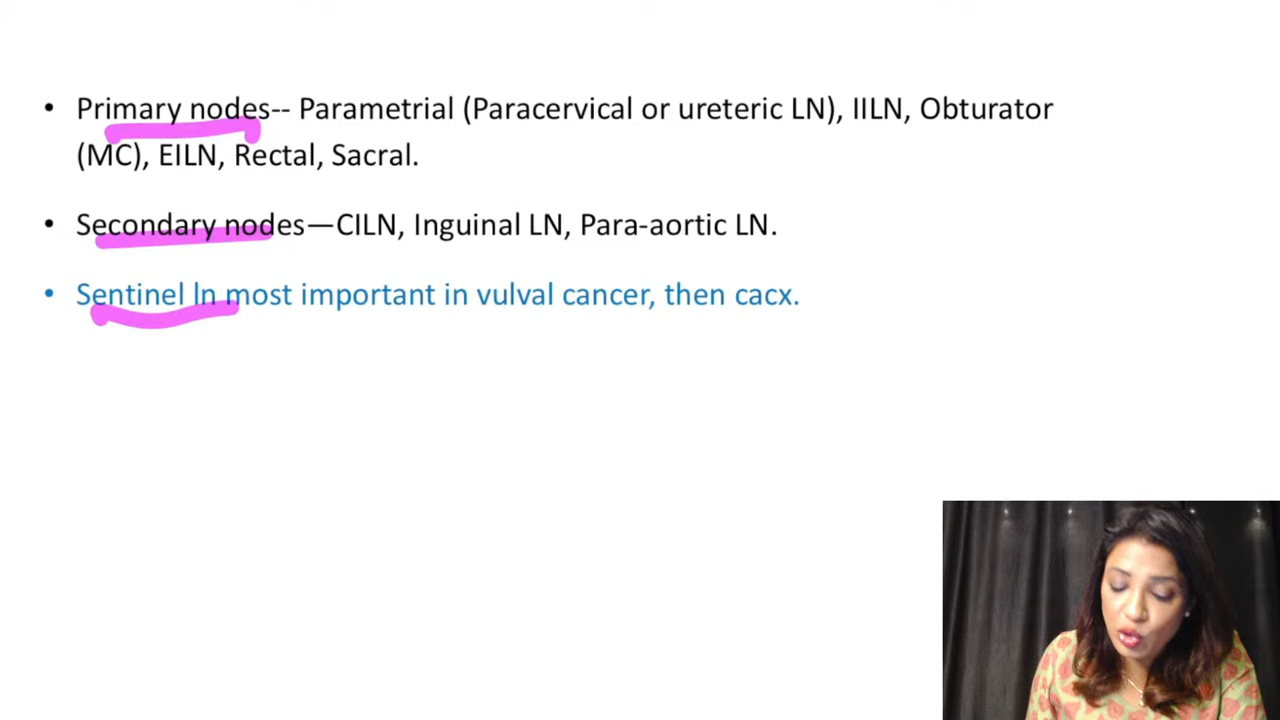 • Primary nodes-- Parametrial (Paracervical or ureteric LN), IILN, Obturator
(MC), EILN, Rectal, Sacral.
• Secondary nodes—CILN, Inguinal LN, Para-aortic LN.
• Sentinel ln most important in vulval cancer, then cacx.